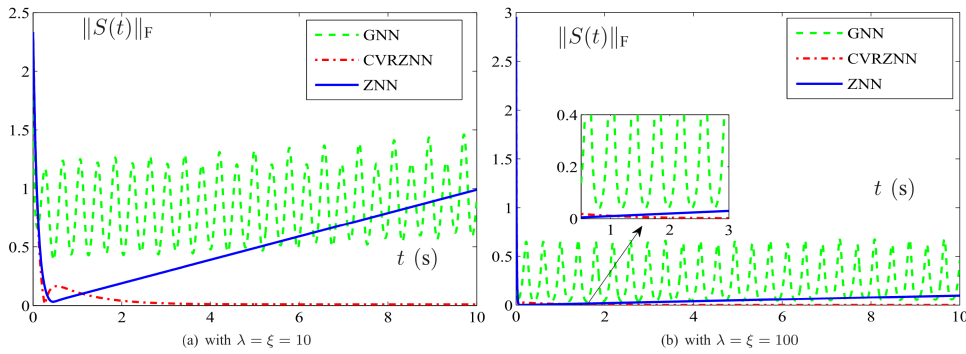 ‖S(t)‖F
GNN
CVRZNN
ZNN
2.5
2
1.5
1
0.5
0
t (s)
0 2 4 6 8 10
(a) with λ = ξ = 10
‖S(t)‖F
GNN
CVRZNN
ZNN
3
2.5
2
1.5
1
0.5
0
0.4
0.2
0
1 2 3
t (s)
0 2 4 6 8 10
(b) with λ = ξ = 100